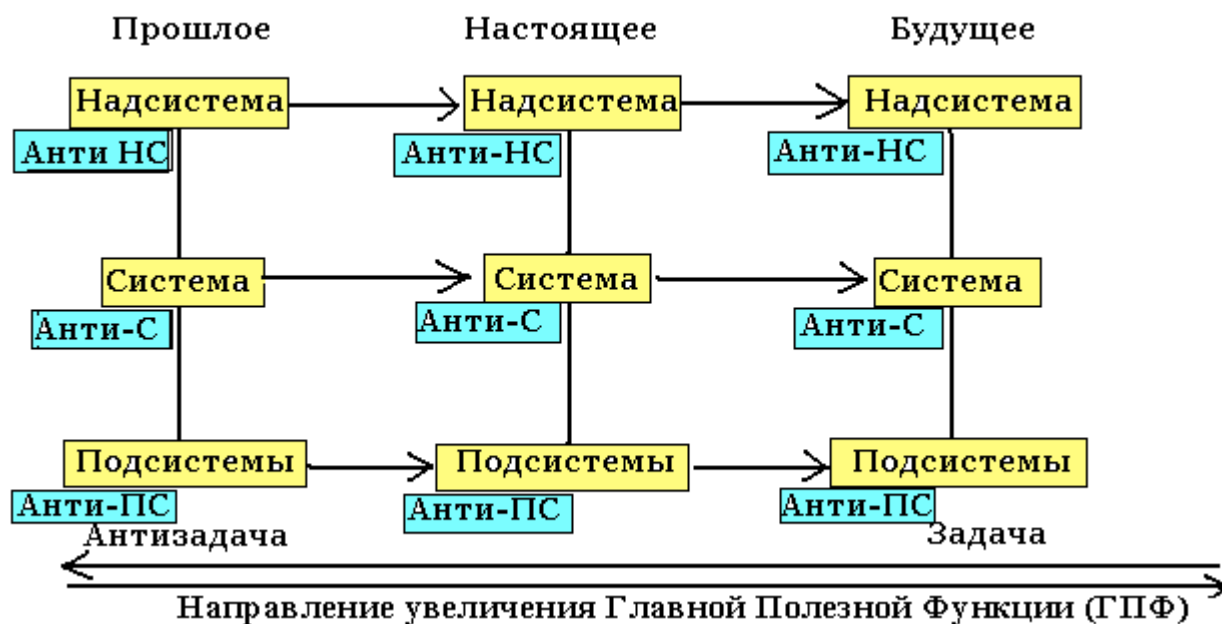 Прошлое Настоящее Будущее
Надсистема Надсистема Надсистема
Анти НС Анти-НС Анти-НС
Система Система Система
Анти-С Анти-С Анти-С
Подсистемы Подсистемы Подсистемы
Анти-ПС Анти-ПС Анти-ПС
Антизадача Задача
Направление увеличения Главной Полезной Функции (ГПФ)